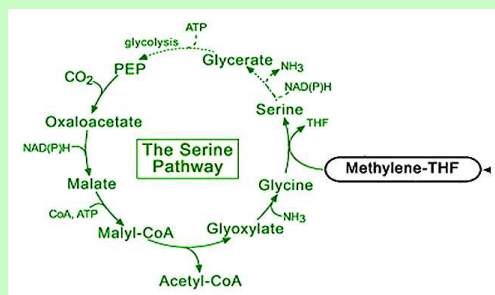 ATP
glycolysis
Glycerate
NH3
PEP
NAD(P)H
CO2
Serine
Oxaloacetate
THF
NAD(P)H
The Serine
Pathway
Methylene-THF
Malate
Glycine
CoA, ATP
NH3
Malyl-CoA
Glyoxylate
Acetyl-CoA